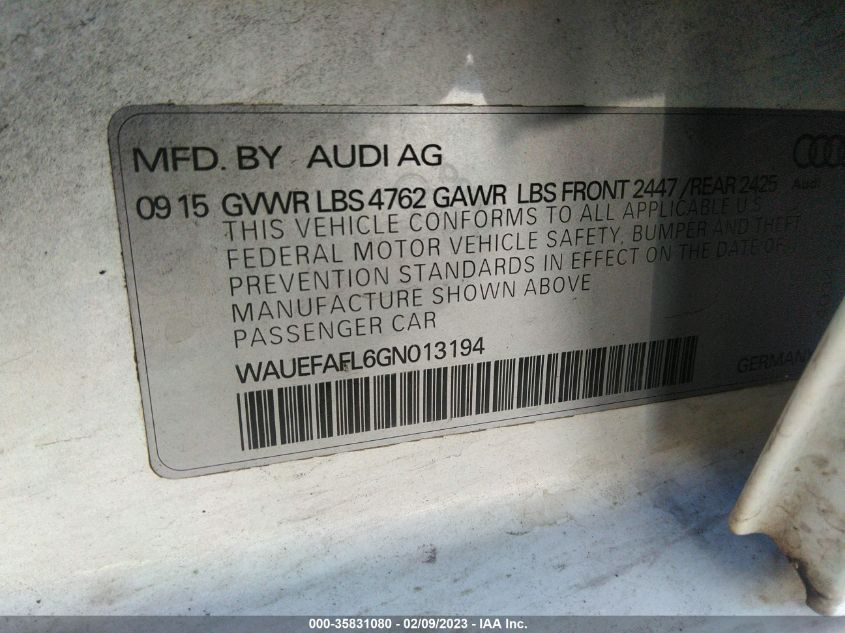 MFD. BY AUDI AG
09 15 GVWR LBS 4762 GAWR LBS FRONT 2447 /REAR 2425
Audi
THIS VEHICLE CONFORMS TO ALL APPLICABLE U.S
FEDERAL MOTOR VEHICLE SAFETY, BUMPER AND THEFT
PREVENTION STANDARDS IN EFFECT ON THE DATE OF
MANUFACTURE SHOWN ABOVE
PASSENGER CAR
WAUEFAFL6GN013194
GERMANY
000-35831080 - 02/09/2023 - IAA Inc.